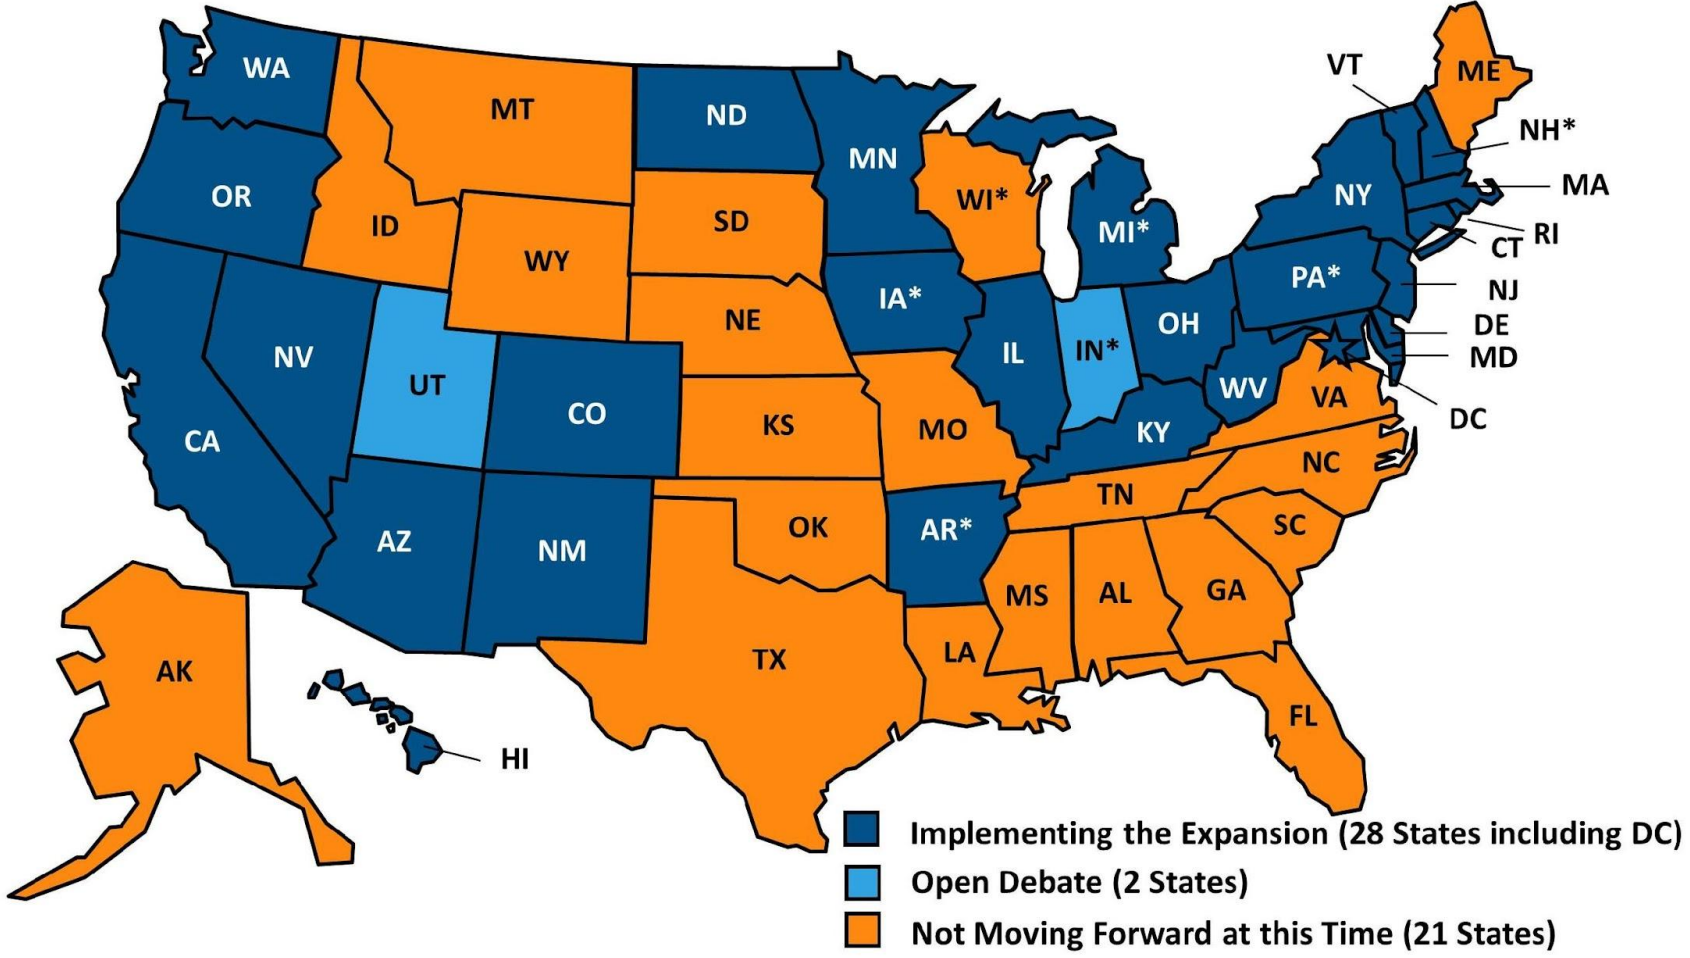 WA
MT
ND
MN
VT
ME
NH*
OR
ID
SD
WI*
MI*
NY
MA
RI
CT
WY
IA*
PA*
NJ
NE
IL
IN*
OH
DE
MD
NV
UT
CO
KS
MO
WV
VA
DC
KY
CA
AZ
NM
OK
AR*
TN
NC
SC
MS
AL
GA
TX
LA
AK
FL
HI
Implementing the Expansion (28 States including DC)
Open Debate (2 States)
Not Moving Forward at this Time (21 States)